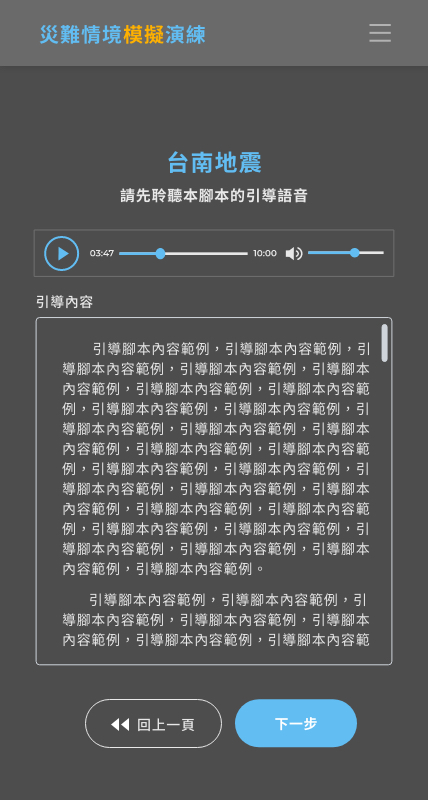 災難情境模擬演練
台南地震
請先聆聽本腳本的引導語音
03:47 10:00
引導內容
引導腳本內容範例，引導腳本內容範例，引
導腳本內容範例，引導腳本內容範例，引導腳本
內容範例，引導腳本內容範例，引導腳本內容範
例，引導腳本內容範例，引導腳本內容範例，引
導腳本內容範例，引導腳本內容範例，引導腳本
內容範例，引導腳本內容範例，引導腳本內容範
例，引導腳本內容範例，引導腳本內容範例，引
導腳本內容範例，引導腳本內容範例，引導腳本
內容範例，引導腳本內容範例，引導腳本內容範
例，引導腳本內容範例，引導腳本內容範例，引
導腳本內容範例，引導腳本內容範例，引導腳本
內容範例，引導腳本內容範例。
引導腳本內容範例，引導腳本內容範例，引
導腳本內容範例，引導腳本內容範例，引導腳本
內容範例，引導腳本內容範例，引導腳本內容範
回上一頁
下一步